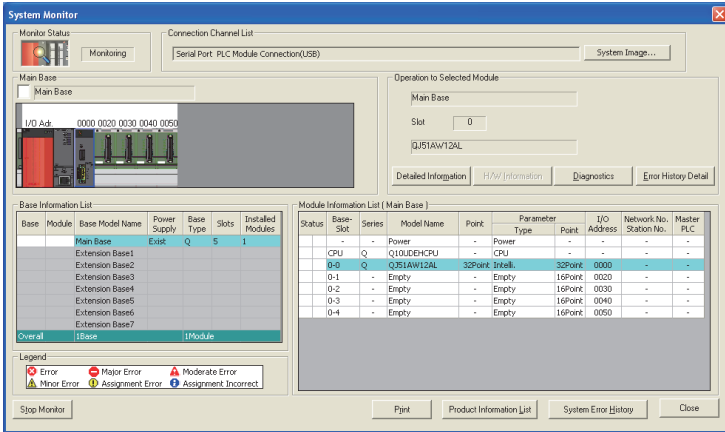 System Monitor
Monitor Status
Monitoring
Connection Channel List
Serial Port PLC Module Connection(USB)
System Image...
Main Base
Main Base
I/O Adr. 0000 0020 0030 0040 0050
Operation to Selected Module
Main Base
Slot 0
QJ51AW12AL
Detailed Information H/W Information Diagnostics Error History Detail
Base Information List
Base Module Base Model Name Power Supply Base Type Slots Installed Modules
Main Base Exist Q 5 1
Extension Base1
Extension Base2
Extension Base3
Extension Base4
Extension Base5
Extension Base6
Extension Base7
Overall 1Base 1Module
Module Information List ( Main Base )
Status Base-Slot Series Model Name Point Parameter Type Point I/O Address Network No. Station No. Master PLC
- - Power - Power - - - -
CPU Q Q10UDEHCPU - CPU - - - -
0-0 Q QJ51AW12AL 32Point Intelli. 32Point 0000 - -
0-1 - Empty - Empty 16Point 0020 - -
0-2 - Empty - Empty 16Point 0030 - -
0-3 - Empty - Empty 16Point 0040 - -
0-4 - Empty - Empty 16Point 0050 - -
Legend
Error Major Error Moderate Error
Minor Error Assignment Error Assignment Incorrect
Stop Monitor Print Product Information List System Error History Close